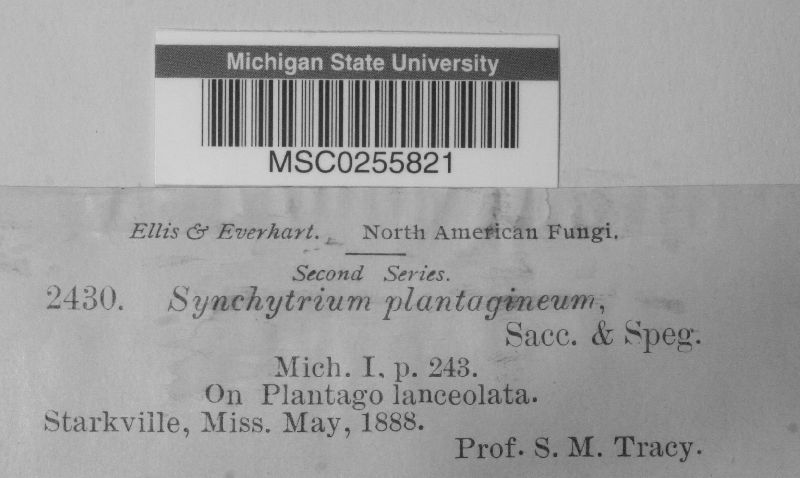 Michigan State University
MSC0255821
Ellis & Everhart. North American Fungi.
Second Series.
2430. Synchytrium plantagineum,
Sacc. & Speg.
Mich. I. p. 243.
On Plantago lanceolata.
Starkville, Miss. May, 1888.
Prof. S. M. Tracy.